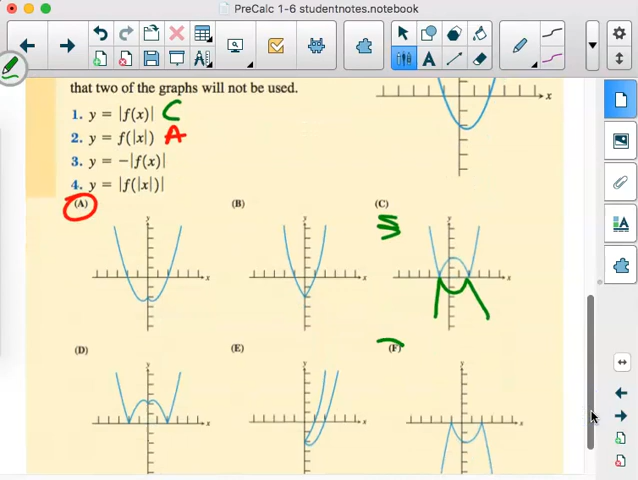 PreCalc 1-6 studentnotes.notebook
that two of the graphs will not be used.
x
1. y = |f(x)| C
2. y = f(|x|) A
3. y = −|f(x)|
4. y = |f(|x|)|
(A) (B) (C)
y y y
x x x
(D) (E) (F)
y y y
x x x